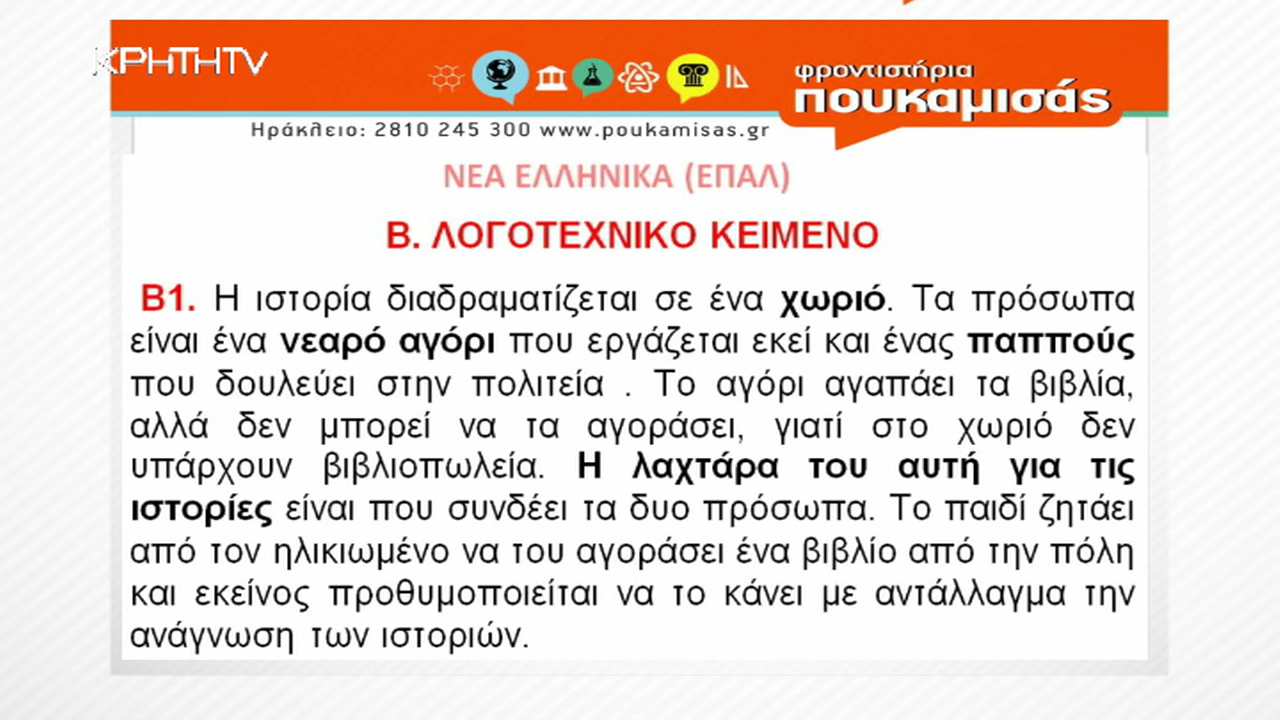 ΚΡΗΤΗTV
φροντιστήρια
πουκαμισάς
Ηράκλειο: 2810 245 300 www.poukamisas.gr
ΝΕΑ ΕΛΛΗΝΙΚΑ (ΕΠΑΛ)
Β. ΛΟΓΟΤΕΧΝΙΚΟ ΚΕΙΜΕΝΟ
Β1. Η ιστορία διαδραματίζεται σε ένα χωριό. Τα πρόσωπα
είναι ένα νεαρό αγόρι που εργάζεται εκεί και ένας παππούς
που δουλεύει στην πολιτεία . Το αγόρι αγαπάει τα βιβλία,
αλλά δεν μπορεί να τα αγοράσει, γιατί στο χωριό δεν
υπάρχουν βιβλιοπωλεία. Η λαχτάρα του αυτή για τις
ιστορίες είναι που συνδέει τα δυο πρόσωπα. Το παιδί ζητάει
από τον ηλικιωμένο να του αγοράσει ένα βιβλίο από την πόλη
και εκείνος προθυμοποιείται να το κάνει με αντάλλαγμα την
ανάγνωση των ιστοριών.